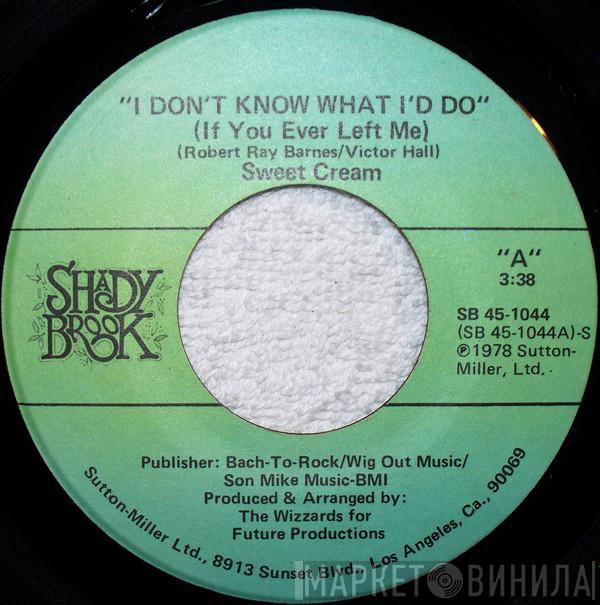 "I DON'T KNOW WHAT I'D DO"
(If You Ever Left Me)
(Robert Ray Barnes/Victor Hall)
Sweet Cream
SHADY
BROOK
"A"
3:38
SB 45-1044
(SB 45-1044A)-S
℗1978 Sutton-
Miller, Ltd.
Publisher: Bach-To-Rock/Wig Out Music/
Son Mike Music-BMI
Produced & Arranged by:
The Wizzards for
Future Productions
Sutton-Miller Ltd., 8913 Sunset Blvd., Los Angeles, Ca., 90069
МАРКЕТ ВИНИЛА